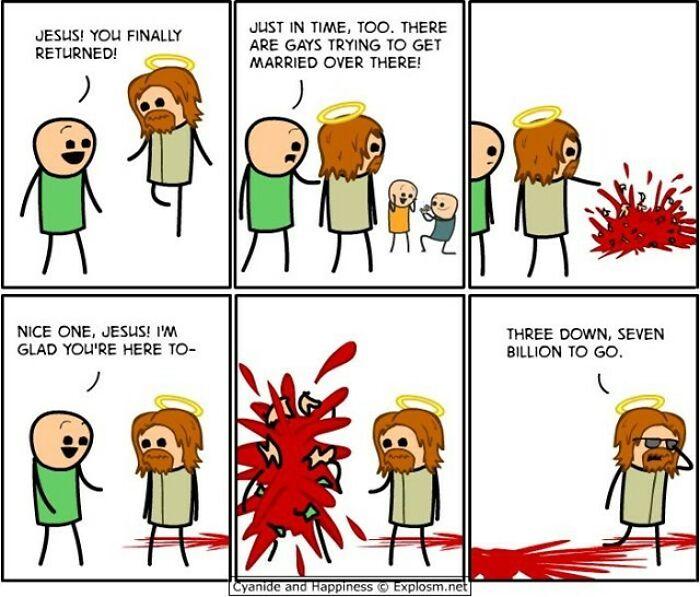 JESUS! YOU FINALLY
RETURNED!
JUST IN TIME, TOO. THERE
ARE GAYS TRYING TO GET
MARRIED OVER THERE!
NICE ONE, JESUS! I'M
GLAD YOU'RE HERE TO-
THREE DOWN, SEVEN
BILLION TO GO.
Cyanide and Happiness © Explosm.net